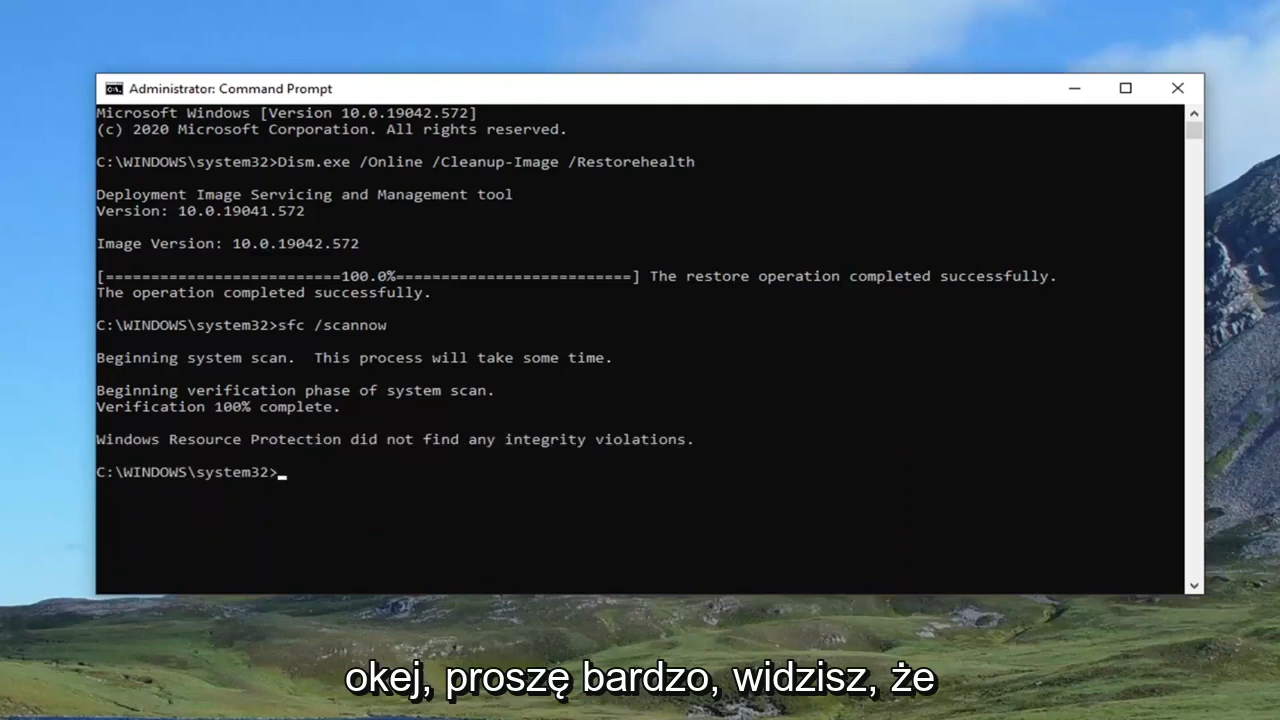 Administrator: Command Prompt
Microsoft Windows [Version 10.0.19042.572]
(c) 2020 Microsoft Corporation. All rights reserved.
C:\WINDOWS\system32>Dism.exe /Online /Cleanup-Image /Restorehealth
Deployment Image Servicing and Management tool
Version: 10.0.19041.572
Image Version: 10.0.19042.572
[==========================100.0%==========================] The restore operation completed successfully.
The operation completed successfully.
C:\WINDOWS\system32>sfc /scannow
Beginning system scan.  This process will take some time.
Beginning verification phase of system scan.
Verification 100% complete.
Windows Resource Protection did not find any integrity violations.
C:\WINDOWS\system32>_
okej, proszę bardzo, widzisz, że